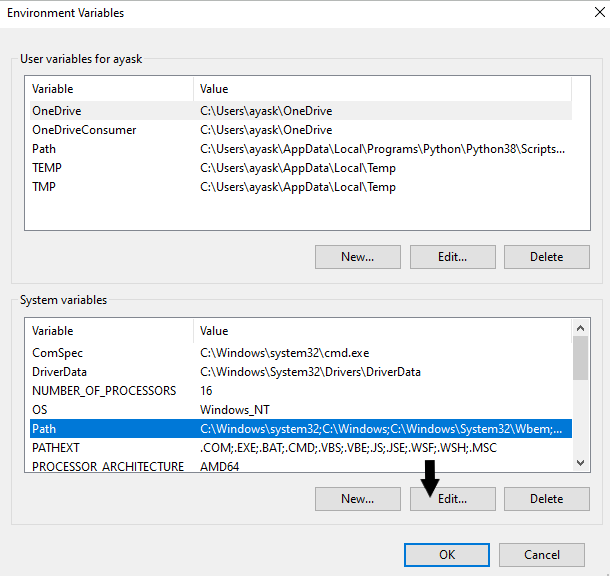 Environment Variables
User variables for ayask
Variable Value
OneDrive C:\Users\ayask\OneDrive
OneDriveConsumer C:\Users\ayask\OneDrive
Path C:\Users\ayask\AppData\Local\Programs\Python\Python38\Scripts...
TEMP C:\Users\ayask\AppData\Local\Temp
TMP C:\Users\ayask\AppData\Local\Temp
New... Edit... Delete
System variables
Variable Value
ComSpec C:\Windows\system32\cmd.exe
DriverData C:\Windows\System32\Drivers\DriverData
NUMBER_OF_PROCESSORS 16
OS Windows_NT
Path C:\Windows\system32;C:\Windows;C:\Windows\System32\Wbem;...
PATHEXT .COM;.EXE;.BAT;.CMD;.VBS;.VBE;.JS;.JSE;.WSF;.WSH;.MSC
PROCESSOR_ARCHITECTURE AMD64
New... Edit... Delete
OK Cancel